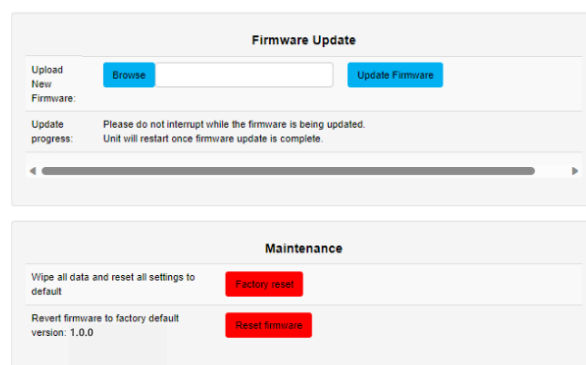 Firmware Update
Upload
New
Firmware:
Browse
Update Firmware
Update
progress:
Please do not interrupt while the firmware is being updated.
Unit will restart once firmware update is complete.
Maintenance
Wipe all data and reset all settings to
default
Factory reset
Revert firmware to factory default
version: 1.0.0
Reset firmware